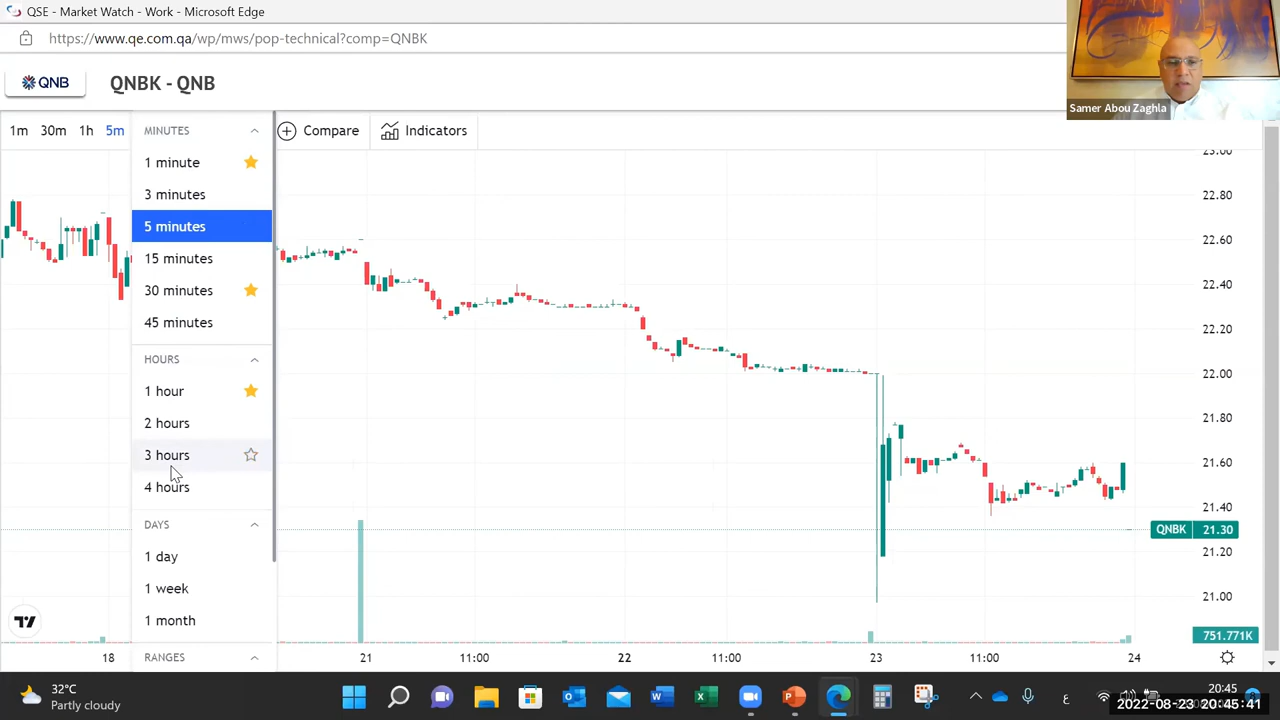 QSE - Market Watch - Work - Microsoft Edge
https://www.qe.com.qa/wp/mws/pop-technical?comp=QNBK
QNB
QNBK - QNB
Samer Abou Zaghla
1m 30m 1h 5m
Compare
Indicators
MINUTES
1 minute
3 minutes
5 minutes
15 minutes
30 minutes
45 minutes
HOURS
1 hour
2 hours
3 hours
4 hours
DAYS
1 day
1 week
1 month
RANGES
23.00
22.80
22.60
22.40
22.20
22.00
21.80
21.60
21.40
QNBK 21.30
21.20
21.00
751.771K
18 21 11:00 22 11:00 23 11:00 24
32°C
Partly cloudy
ع
20:45
2022-08-23 20:45:41